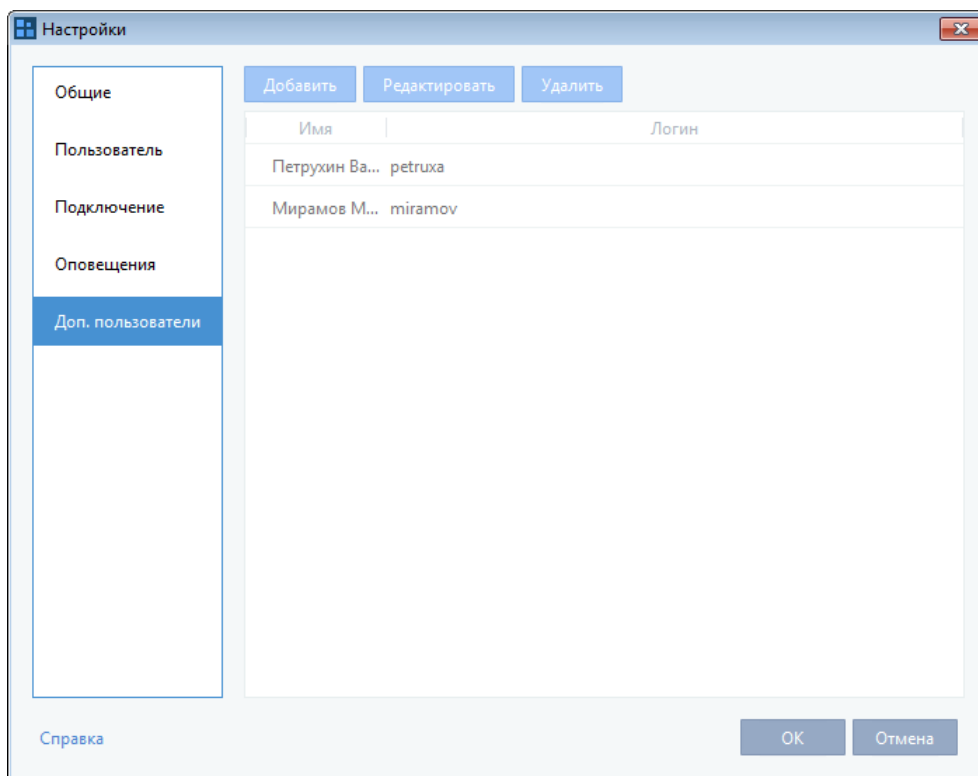 Настройки
Общие
Пользователь
Подключение
Оповещения
Доп. пользователи
Добавить Редактировать Удалить
Имя Логин
Петрухин Ва... petruxa
Мирамов М... miramov
Справка
ОК Отмена